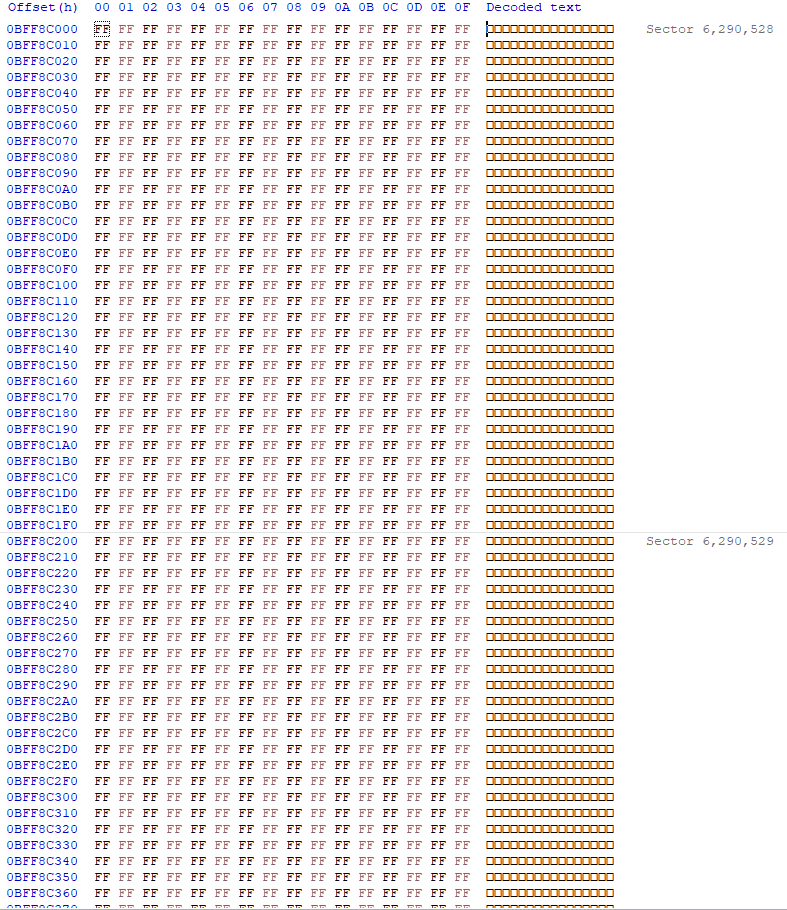 Offset(h) 00 01 02 03 04 05 06 07 08 09 0A 0B 0C 0D 0E 0F Decoded text
0BFF8C000 FF FF FF FF FF FF FF FF FF FF FF FF FF FF FF FF □□□□□□□□□□□□□□□□ Sector 6,290,528
0BFF8C010 FF FF FF FF FF FF FF FF FF FF FF FF FF FF FF FF □□□□□□□□□□□□□□□□
0BFF8C020 FF FF FF FF FF FF FF FF FF FF FF FF FF FF FF FF □□□□□□□□□□□□□□□□
0BFF8C030 FF FF FF FF FF FF FF FF FF FF FF FF FF FF FF FF □□□□□□□□□□□□□□□□
0BFF8C040 FF FF FF FF FF FF FF FF FF FF FF FF FF FF FF FF □□□□□□□□□□□□□□□□
0BFF8C050 FF FF FF FF FF FF FF FF FF FF FF FF FF FF FF FF □□□□□□□□□□□□□□□□
0BFF8C060 FF FF FF FF FF FF FF FF FF FF FF FF FF FF FF FF □□□□□□□□□□□□□□□□
0BFF8C070 FF FF FF FF FF FF FF FF FF FF FF FF FF FF FF FF □□□□□□□□□□□□□□□□
0BFF8C080 FF FF FF FF FF FF FF FF FF FF FF FF FF FF FF FF □□□□□□□□□□□□□□□□
0BFF8C090 FF FF FF FF FF FF FF FF FF FF FF FF FF FF FF FF □□□□□□□□□□□□□□□□
0BFF8C0A0 FF FF FF FF FF FF FF FF FF FF FF FF FF FF FF FF □□□□□□□□□□□□□□□□
0BFF8C0B0 FF FF FF FF FF FF FF FF FF FF FF FF FF FF FF FF □□□□□□□□□□□□□□□□
0BFF8C0C0 FF FF FF FF FF FF FF FF FF FF FF FF FF FF FF FF □□□□□□□□□□□□□□□□
0BFF8C0D0 FF FF FF FF FF FF FF FF FF FF FF FF FF FF FF FF □□□□□□□□□□□□□□□□
0BFF8C0E0 FF FF FF FF FF FF FF FF FF FF FF FF FF FF FF FF □□□□□□□□□□□□□□□□
0BFF8C0F0 FF FF FF FF FF FF FF FF FF FF FF FF FF FF FF FF □□□□□□□□□□□□□□□□
0BFF8C100 FF FF FF FF FF FF FF FF FF FF FF FF FF FF FF FF □□□□□□□□□□□□□□□□
0BFF8C110 FF FF FF FF FF FF FF FF FF FF FF FF FF FF FF FF □□□□□□□□□□□□□□□□
0BFF8C120 FF FF FF FF FF FF FF FF FF FF FF FF FF FF FF FF □□□□□□□□□□□□□□□□
0BFF8C130 FF FF FF FF FF FF FF FF FF FF FF FF FF FF FF FF □□□□□□□□□□□□□□□□
0BFF8C140 FF FF FF FF FF FF FF FF FF FF FF FF FF FF FF FF □□□□□□□□□□□□□□□□
0BFF8C150 FF FF FF FF FF FF FF FF FF FF FF FF FF FF FF FF □□□□□□□□□□□□□□□□
0BFF8C160 FF FF FF FF FF FF FF FF FF FF FF FF FF FF FF FF □□□□□□□□□□□□□□□□
0BFF8C170 FF FF FF FF FF FF FF FF FF FF FF FF FF FF FF FF □□□□□□□□□□□□□□□□
0BFF8C180 FF FF FF FF FF FF FF FF FF FF FF FF FF FF FF FF □□□□□□□□□□□□□□□□
0BFF8C190 FF FF FF FF FF FF FF FF FF FF FF FF FF FF FF FF □□□□□□□□□□□□□□□□
0BFF8C1A0 FF FF FF FF FF FF FF FF FF FF FF FF FF FF FF FF □□□□□□□□□□□□□□□□
0BFF8C1B0 FF FF FF FF FF FF FF FF FF FF FF FF FF FF FF FF □□□□□□□□□□□□□□□□
0BFF8C1C0 FF FF FF FF FF FF FF FF FF FF FF FF FF FF FF FF □□□□□□□□□□□□□□□□
0BFF8C1D0 FF FF FF FF FF FF FF FF FF FF FF FF FF FF FF FF □□□□□□□□□□□□□□□□
0BFF8C1E0 FF FF FF FF FF FF FF FF FF FF FF FF FF FF FF FF □□□□□□□□□□□□□□□□
0BFF8C1F0 FF FF FF FF FF FF FF FF FF FF FF FF FF FF FF FF □□□□□□□□□□□□□□□□
0BFF8C200 FF FF FF FF FF FF FF FF FF FF FF FF FF FF FF FF □□□□□□□□□□□□□□□□ Sector 6,290,529
0BFF8C210 FF FF FF FF FF FF FF FF FF FF FF FF FF FF FF FF □□□□□□□□□□□□□□□□
0BFF8C220 FF FF FF FF FF FF FF FF FF FF FF FF FF FF FF FF □□□□□□□□□□□□□□□□
0BFF8C230 FF FF FF FF FF FF FF FF FF FF FF FF FF FF FF FF □□□□□□□□□□□□□□□□
0BFF8C240 FF FF FF FF FF FF FF FF FF FF FF FF FF FF FF FF □□□□□□□□□□□□□□□□
0BFF8C250 FF FF FF FF FF FF FF FF FF FF FF FF FF FF FF FF □□□□□□□□□□□□□□□□
0BFF8C260 FF FF FF FF FF FF FF FF FF FF FF FF FF FF FF FF □□□□□□□□□□□□□□□□
0BFF8C270 FF FF FF FF FF FF FF FF FF FF FF FF FF FF FF FF □□□□□□□□□□□□□□□□
0BFF8C280 FF FF FF FF FF FF FF FF FF FF FF FF FF FF FF FF □□□□□□□□□□□□□□□□
0BFF8C290 FF FF FF FF FF FF FF FF FF FF FF FF FF FF FF FF □□□□□□□□□□□□□□□□
0BFF8C2A0 FF FF FF FF FF FF FF FF FF FF FF FF FF FF FF FF □□□□□□□□□□□□□□□□
0BFF8C2B0 FF FF FF FF FF FF FF FF FF FF FF FF FF FF FF FF □□□□□□□□□□□□□□□□
0BFF8C2C0 FF FF FF FF FF FF FF FF FF FF FF FF FF FF FF FF □□□□□□□□□□□□□□□□
0BFF8C2D0 FF FF FF FF FF FF FF FF FF FF FF FF FF FF FF FF □□□□□□□□□□□□□□□□
0BFF8C2E0 FF FF FF FF FF FF FF FF FF FF FF FF FF FF FF FF □□□□□□□□□□□□□□□□
0BFF8C2F0 FF FF FF FF FF FF FF FF FF FF FF FF FF FF FF FF □□□□□□□□□□□□□□□□
0BFF8C300 FF FF FF FF FF FF FF FF FF FF FF FF FF FF FF FF □□□□□□□□□□□□□□□□
0BFF8C310 FF FF FF FF FF FF FF FF FF FF FF FF FF FF FF FF □□□□□□□□□□□□□□□□
0BFF8C320 FF FF FF FF FF FF FF FF FF FF FF FF FF FF FF FF □□□□□□□□□□□□□□□□
0BFF8C330 FF FF FF FF FF FF FF FF FF FF FF FF FF FF FF FF □□□□□□□□□□□□□□□□
0BFF8C340 FF FF FF FF FF FF FF FF FF FF FF FF FF FF FF FF □□□□□□□□□□□□□□□□
0BFF8C350 FF FF FF FF FF FF FF FF FF FF FF FF FF FF FF FF □□□□□□□□□□□□□□□□
0BFF8C360 FF FF FF FF FF FF FF FF FF FF FF FF FF FF FF FF □□□□□□□□□□□□□□□□